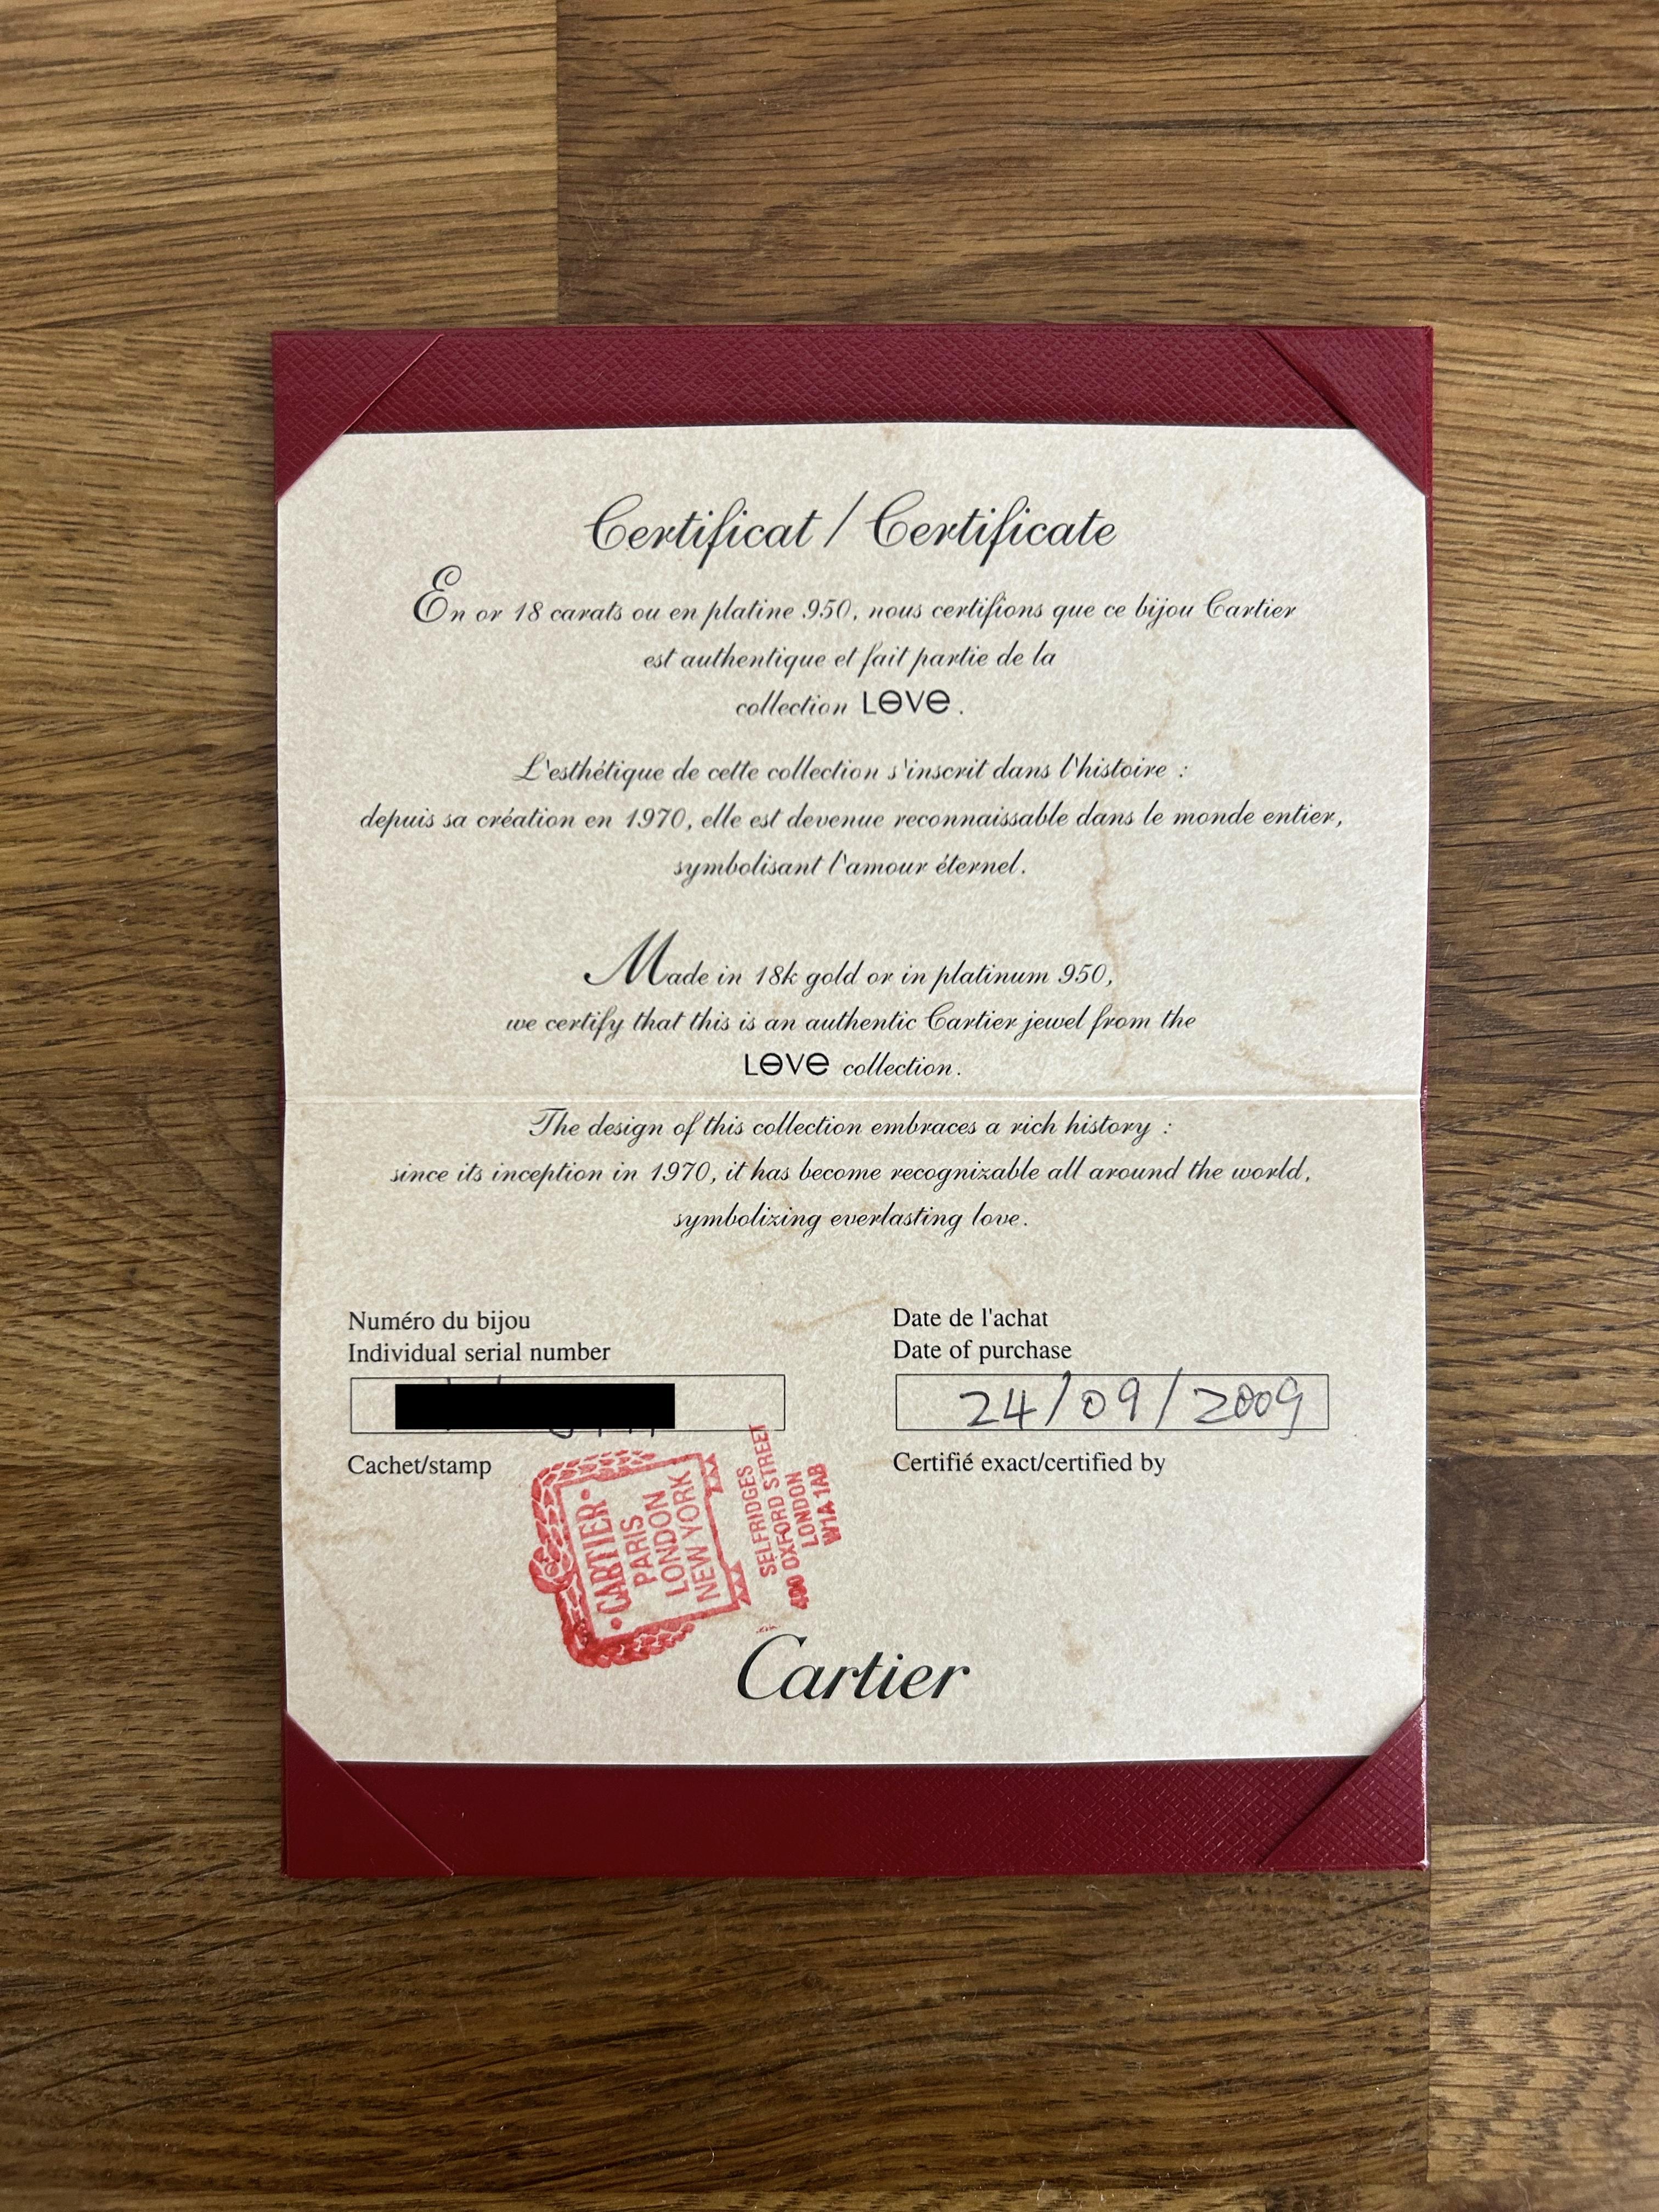 Certificat / Certificate
En or 18 carats ou en platine 950, nous certifions que ce bijou Cartier
est authentique et fait partie de la
collection LOVE.
L'esthétique de cette collection s'inscrit dans l'histoire :
depuis sa création en 1970, elle est devenue reconnaissable dans le monde entier,
symbolisant l'amour éternel.
Made in 18k gold or in platinum 950,
we certify that this is an authentic Cartier jewel from the
LOVE collection.
The design of this collection embraces a rich history :
since its inception in 1970, it has become recognizable all around the world,
symbolizing everlasting love.
Numéro du bijou
Individual serial number
Date de l'achat
Date of purchase
24/09/2009
Cachet/stamp
Certifié exact/certified by
CARTIER
PARIS
LONDON
NEW YORK
SELFRIDGES
400 OXFORD STREET
LONDON
W1A 1AB
Cartier